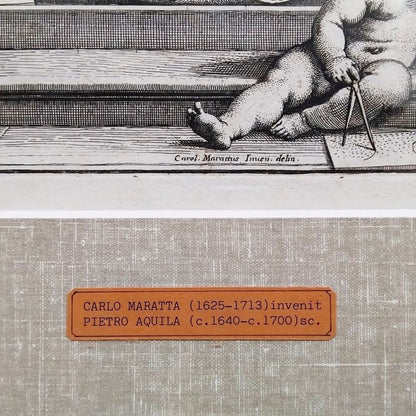 Carol. Marattus Inuen. delin.
CARLO MARATTA (1625-1713)invenit
PIETRO AQUILA (c.1640-c.1700)sc.